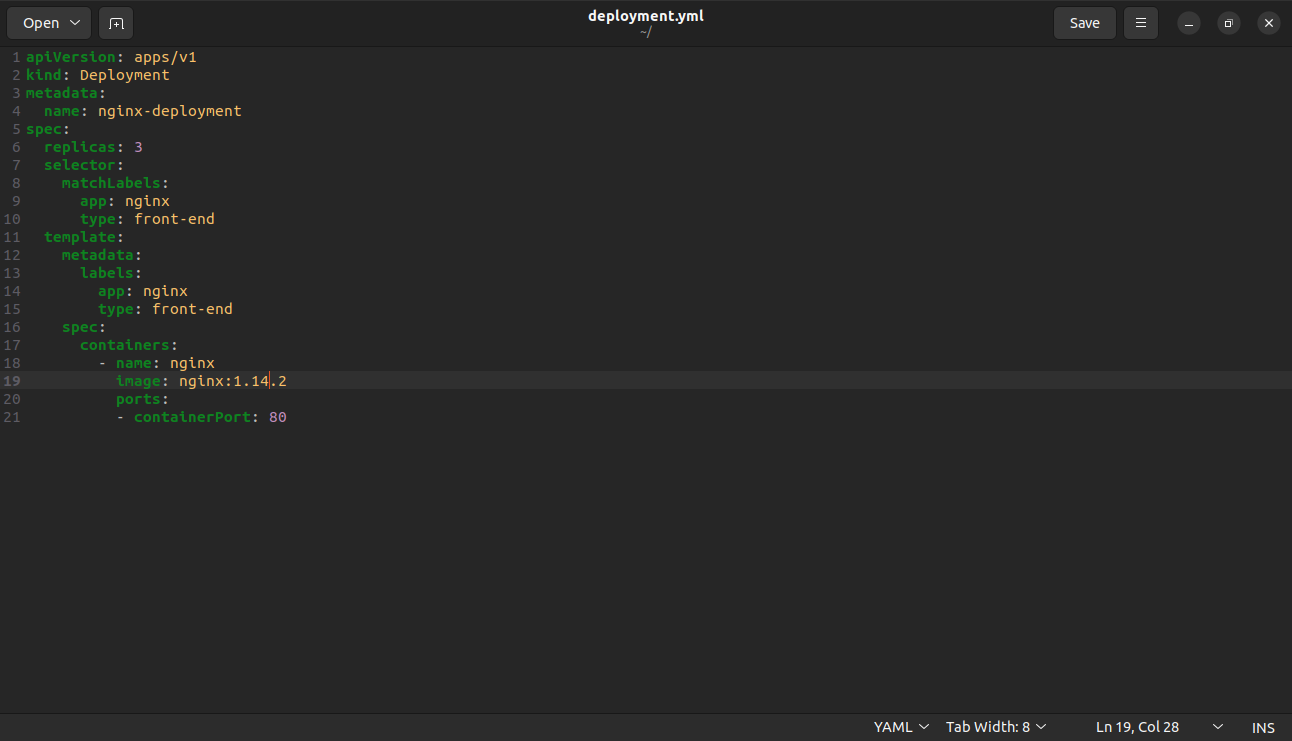 Open
deployment.yml
~/
Save
1 apiVersion: apps/v1
2 kind: Deployment
3 metadata:
4   name: nginx-deployment
5 spec:
6   replicas: 3
7   selector:
8     matchLabels:
9       app: nginx
10       type: front-end
11   template:
12     metadata:
13       labels:
14         app: nginx
15         type: front-end
16     spec:
17       containers:
18         - name: nginx
19           image: nginx:1.14.2
20           ports:
21           - containerPort: 80
YAML Tab Width: 8 Ln 19, Col 28 INS